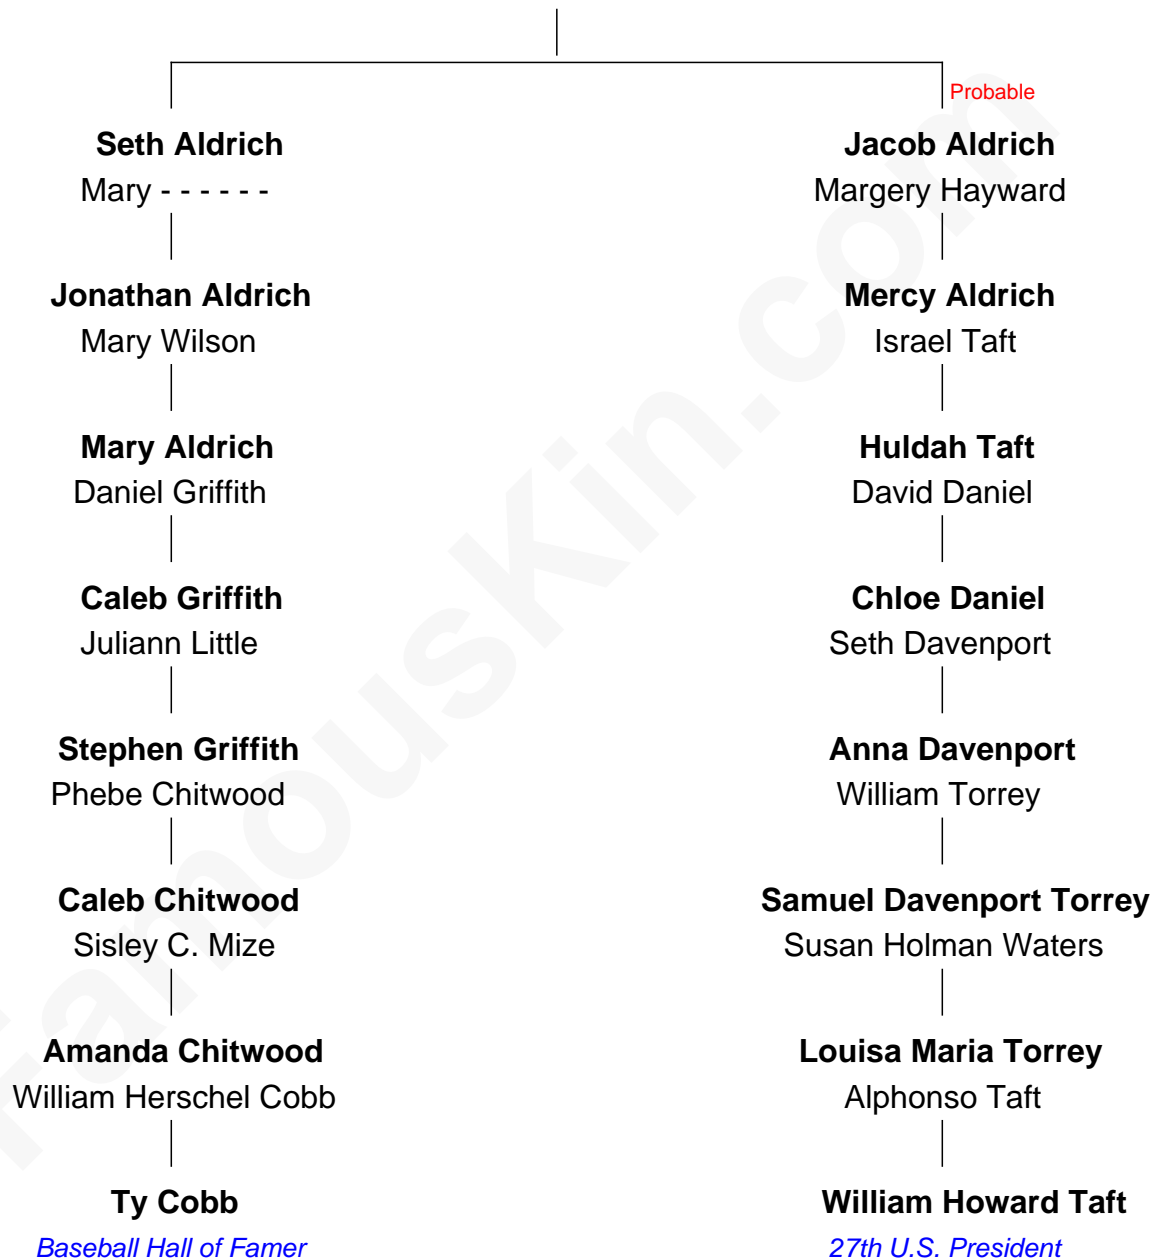 Probable
Seth Aldrich
Mary - - - - - -
Jacob Aldrich
Margery Hayward
Jonathan Aldrich
Mary Wilson
Mercy Aldrich
Israel Taft
Mary Aldrich
Daniel Griffith
Huldah Taft
David Daniel
Caleb Griffith
Juliann Little
Chloe Daniel
Seth Davenport
Stephen Griffith
Phebe Chitwood
Anna Davenport
William Torrey
Caleb Chitwood
Sisley C. Mize
Samuel Davenport Torrey
Susan Holman Waters
Amanda Chitwood
William Herschel Cobb
Louisa Maria Torrey
Alphonso Taft
Ty Cobb
Baseball Hall of Famer
William Howard Taft
27th U.S. President
FamousKin.com